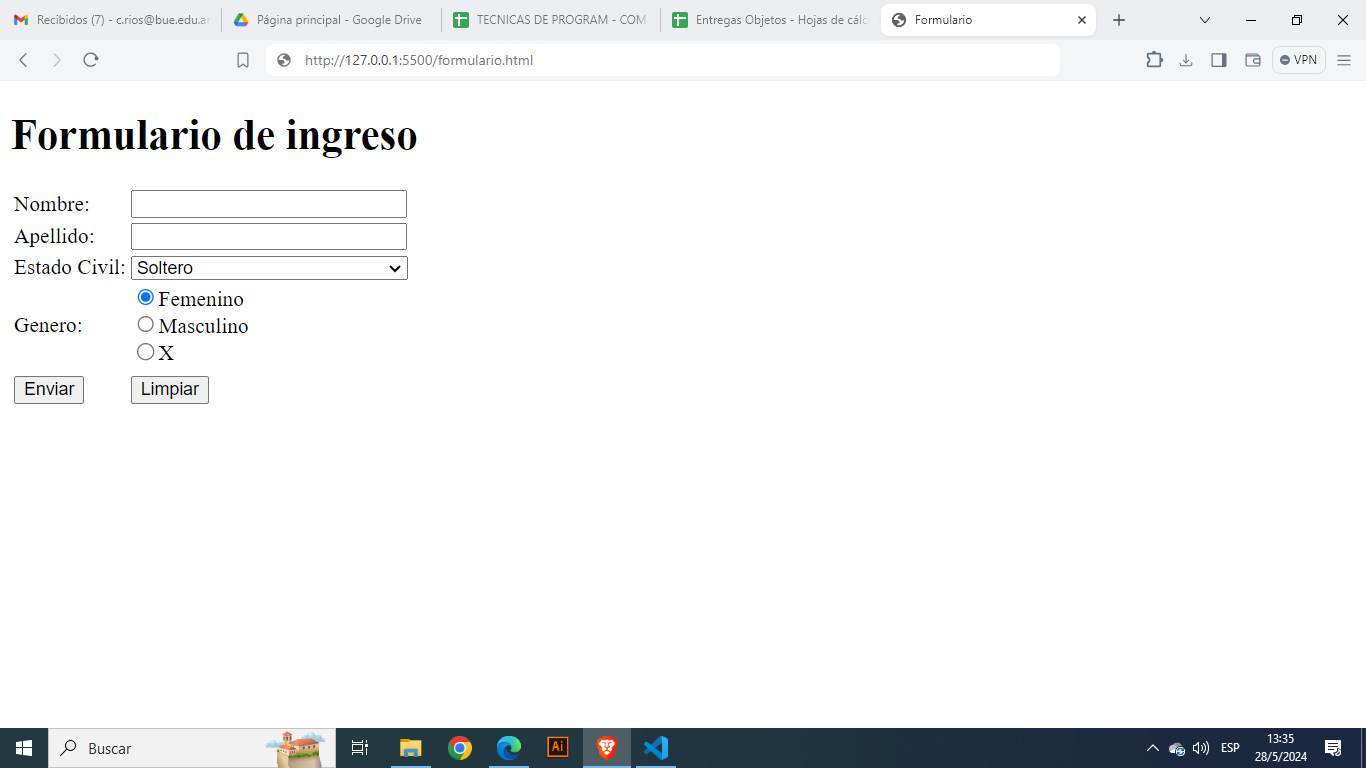 Recibidos (7) - c.rios@bue.edu.ar
Página principal - Google Drive
TECNICAS DE PROGRAM - COM
Entregas Objetos - Hojas de cálc
Formulario
http://127.0.0.1:5500/formulario.html
VPN
Formulario de ingreso
Nombre:
Apellido:
Estado Civil: Soltero
Femenino
Genero:
Masculino
X
Enviar Limpiar
Buscar
Ai
ESP
13:35
28/5/2024